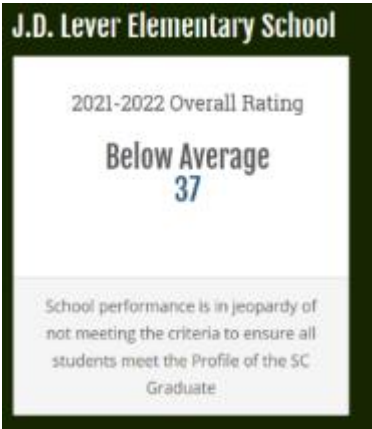 J.D. Lever Elementary School
2021-2022 Overall Rating
Below Average
37
School performance is in jeopardy of
not meeting the criteria to ensure all
students meet the Profile of the SC
Graduate